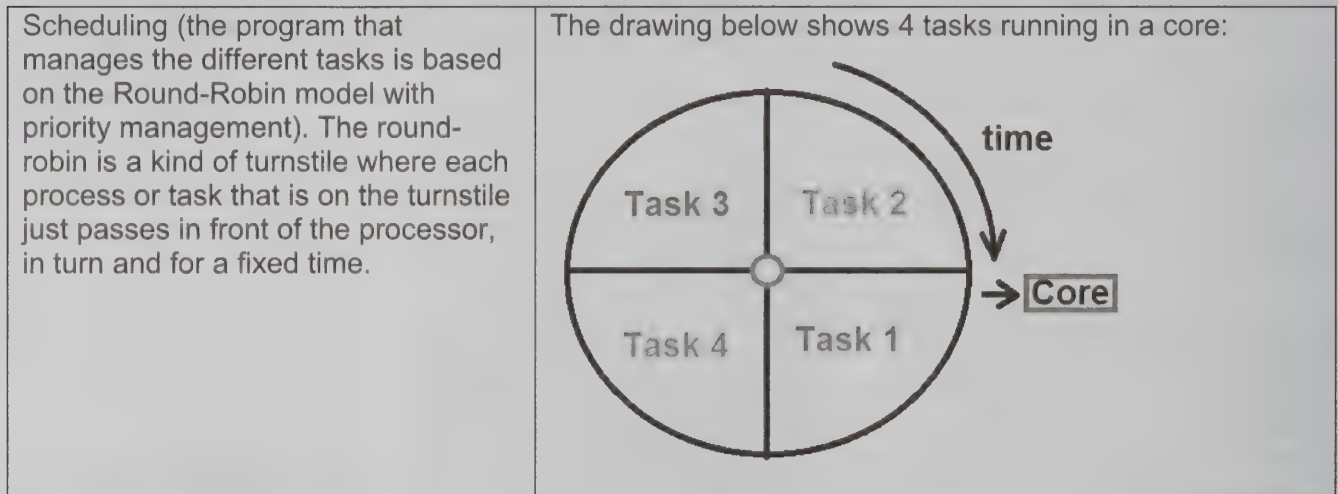 Scheduling (the program that
manages the different tasks is based
on the Round-Robin model with
priority management). The round-
robin is a kind of turnstile where each
process or task that is on the turnstile
just passes in front of the processor,
in turn and for a fixed time.
The drawing below shows 4 tasks running in a core:
time
Task 3
Task 2
Core
Task 4
Task 1